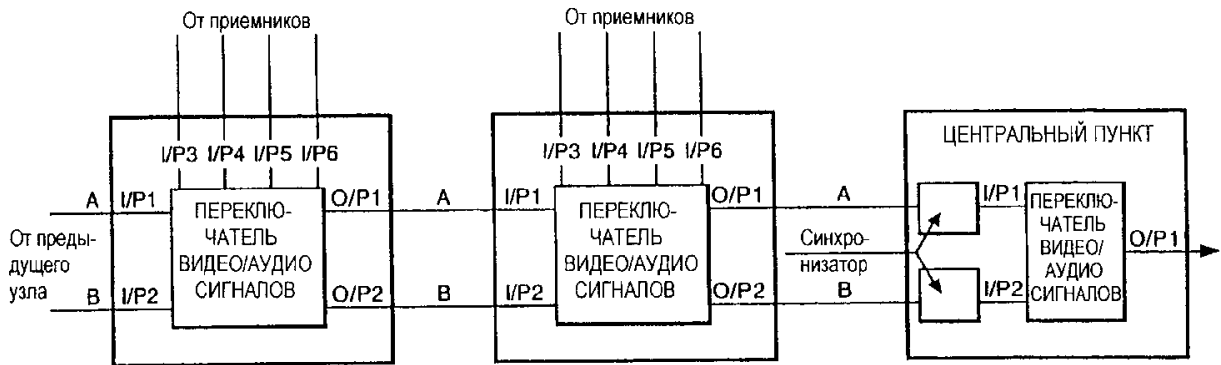 От приемников
От приемников
ЦЕНТРАЛЬНЫЙ ПУНКТ
I/P3 I/P4 I/P5 I/P6
I/P3 I/P4 I/P5 I/P6
A I/P1
ПЕРЕКЛЮ-
ЧАТЕЛЬ
ВИДЕО/АУДИО
СИГНАЛОВ
O/P1 A I/P1
ПЕРЕКЛЮ-
ЧАТЕЛЬ
ВИДЕО/АУДИО
СИГНАЛОВ
O/P1 A
I/P1
ПЕРЕКЛЮ-
ЧАТЕЛЬ
ВИДЕО/
АУДИО
СИГНАЛОВ
O/P1
От преды-
дущего
узла
Синхро-
низатор
B I/P2
O/P2 B I/P2
O/P2 B
I/P2